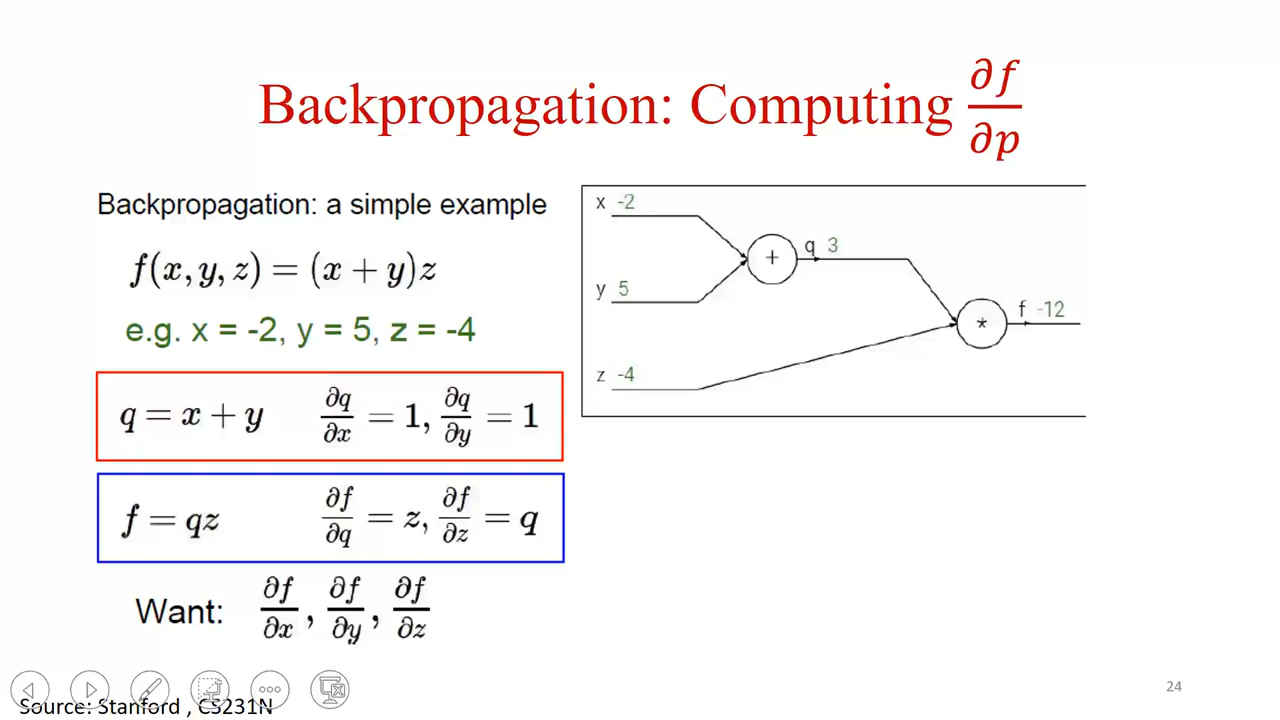 Backpropagation: Computing ∂f/∂p
Backpropagation: a simple example
f(x, y, z) = (x + y)z
e.g. x = -2, y = 5, z = -4
q = x + y ∂q/∂x = 1, ∂q/∂y = 1
f = qz ∂f/∂q = z, ∂f/∂z = q
Want: ∂f/∂x, ∂f/∂y, ∂f/∂z
x -2
y 5
z -4
+
q 3
*
f -12
Source: Stanford , CS231N
24